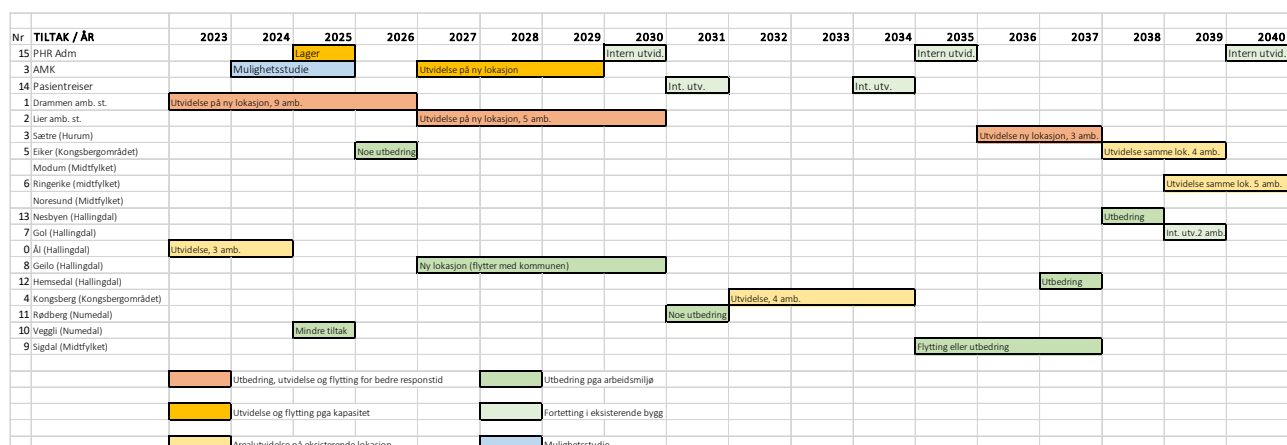 Nr TILTAK / ÅR 2023 2024 2025 2026 2027 2028 2029 2030 2031 2032 2033 2034 2035 2036 2037 2038 2039 2040
15 PHR Adm Lager Intern utvid. Intern utvid. Intern utvid.
3 AMK Mulighetsstudie Utvidelse på ny lokasjon
14 Pasientreiser Int. utv. Int. utv.
1 Drammen amb. st. Utvidelse på ny lokasjon, 9 amb.
2 Lier amb. st. Utvidelse på ny lokasjon, 5 amb.
3 Sætre (Hurum) Utvidelse ny lokasjon, 3 amb.
5 Eiker (Kongsbergområdet) Noe utbedring Utvidelse samme lok. 4 amb.
Modum (Midtfylket)
6 Ringerike (midtfylket) Utvidelse samme lok. 5 amb.
Noresund (Midtfylket)
13 Nesbyen (Hallingdal) Utbedring
7 Gol (Hallingdal) Int. utv.2 amb.
0 Ål (Hallingdal) Utvidelse, 3 amb.
8 Geilo (Hallingdal) Ny lokasjon (flytter med kommunen)
12 Hemsedal (Hallingdal) Utbedring
4 Kongsberg (Kongsbergområdet) Utvidelse, 4 amb.
11 Rødberg (Numedal) Noe utbedring
10 Veggli (Numedal) Mindre tiltak
9 Sigdal (Midtfylket) Flytting eller utbedring
Utbedring, utvidelse og flytting for bedre responstid Utbedring pga arbeidsmiljø
Utvidelse og flytting pga kapasitet Fortetting i eksisterende bygg
Arealutvidelse på eksisterende lokasjon Mulighetsstudie